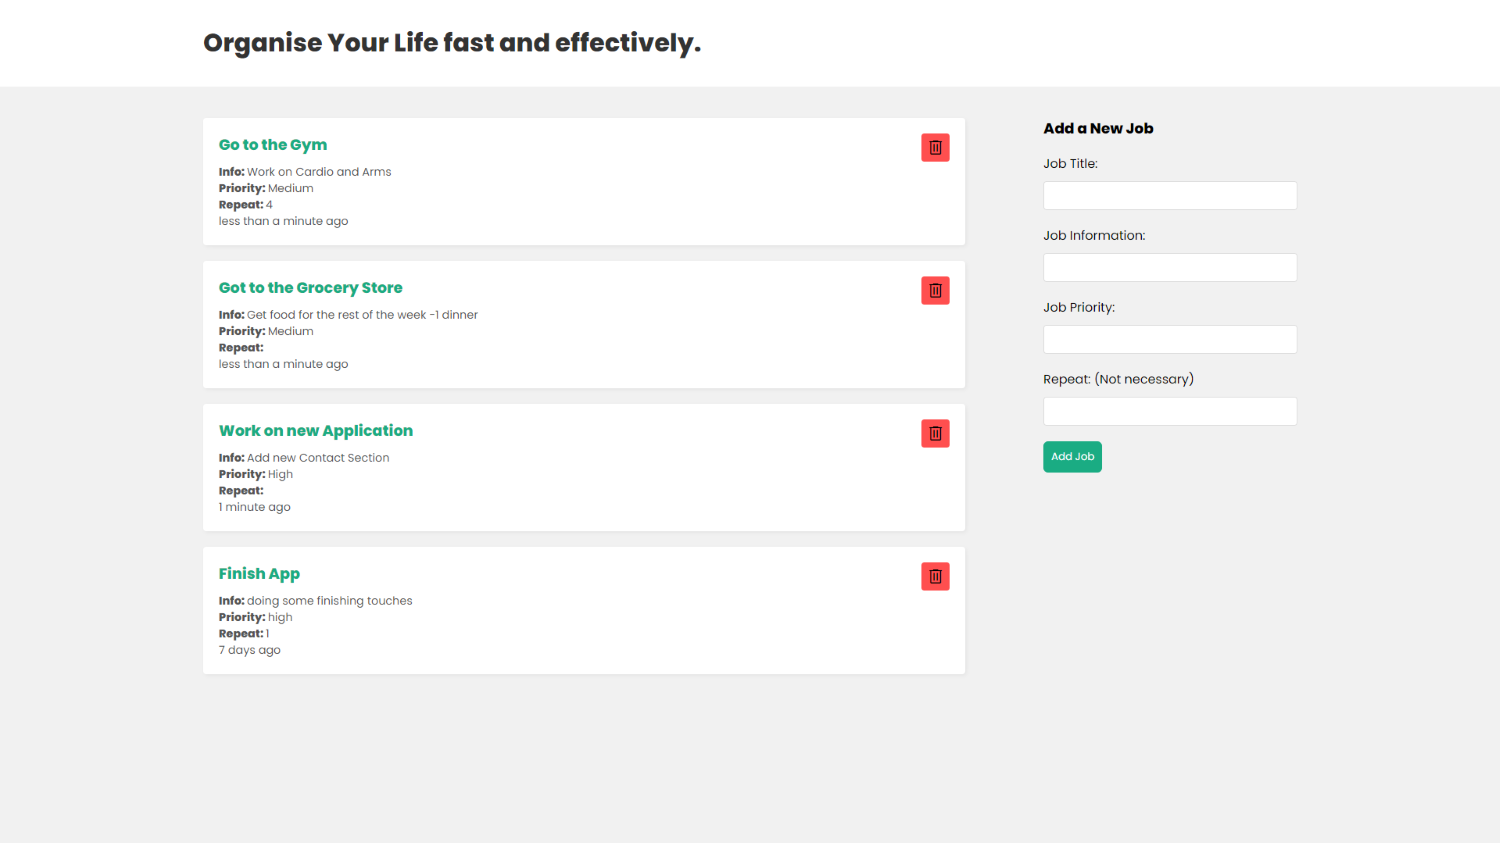 Organise Your Life fast and effectively.
Go to the Gym
Info: Work on Cardio and Arms
Priority: Medium
Repeat: 4
less than a minute ago
Got to the Grocery Store
Info: Get food for the rest of the week -1 dinner
Priority: Medium
Repeat:
less than a minute ago
Work on new Application
Info: Add new Contact Section
Priority: High
Repeat:
1 minute ago
Finish App
Info: doing some finishing touches
Priority: high
Repeat: 1
7 days ago
Add a New Job
Job Title:
Job Information:
Job Priority:
Repeat: (Not necessary)
Add Job